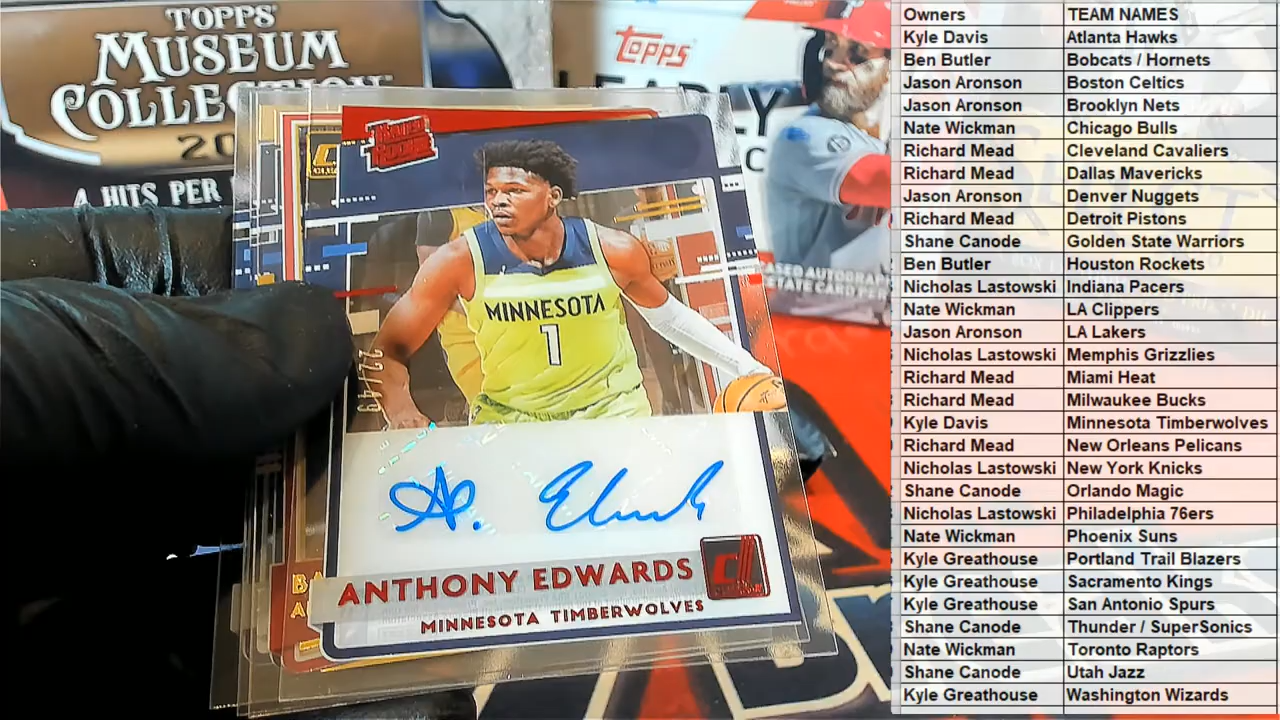 TOPPS
MUSEUM
COLLECTION
20
4 HITS PER
topps
RATED
ROOKIE
MINNESOTA
1
22/49
ANTHONY EDWARDS
MINNESOTA TIMBERWOLVES
BA
A
Owners TEAM NAMES
Kyle Davis Atlanta Hawks
Ben Butler Bobcats / Hornets
Jason Aronson Boston Celtics
Jason Aronson Brooklyn Nets
Nate Wickman Chicago Bulls
Richard Mead Cleveland Cavaliers
Richard Mead Dallas Mavericks
Jason Aronson Denver Nuggets
Richard Mead Detroit Pistons
Shane Canode Golden State Warriors
Ben Butler Houston Rockets
Nicholas Lastowski Indiana Pacers
Nate Wickman LA Clippers
Jason Aronson LA Lakers
Nicholas Lastowski Memphis Grizzlies
Richard Mead Miami Heat
Richard Mead Milwaukee Bucks
Kyle Davis Minnesota Timberwolves
Richard Mead New Orleans Pelicans
Nicholas Lastowski New York Knicks
Shane Canode Orlando Magic
Nicholas Lastowski Philadelphia 76ers
Nate Wickman Phoenix Suns
Kyle Greathouse Portland Trail Blazers
Kyle Greathouse Sacramento Kings
Kyle Greathouse San Antonio Spurs
Shane Canode Thunder / SuperSonics
Nate Wickman Toronto Raptors
Shane Canode Utah Jazz
Kyle Greathouse Washington Wizards